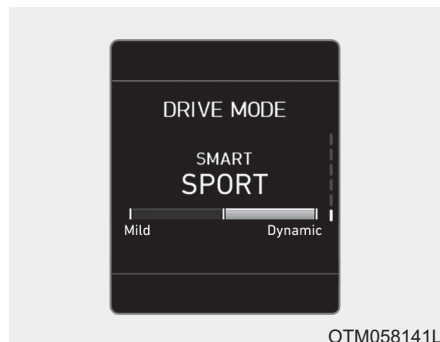 DRIVE MODE
SMART
SPORT
Mild Dynamic
OTM058141L